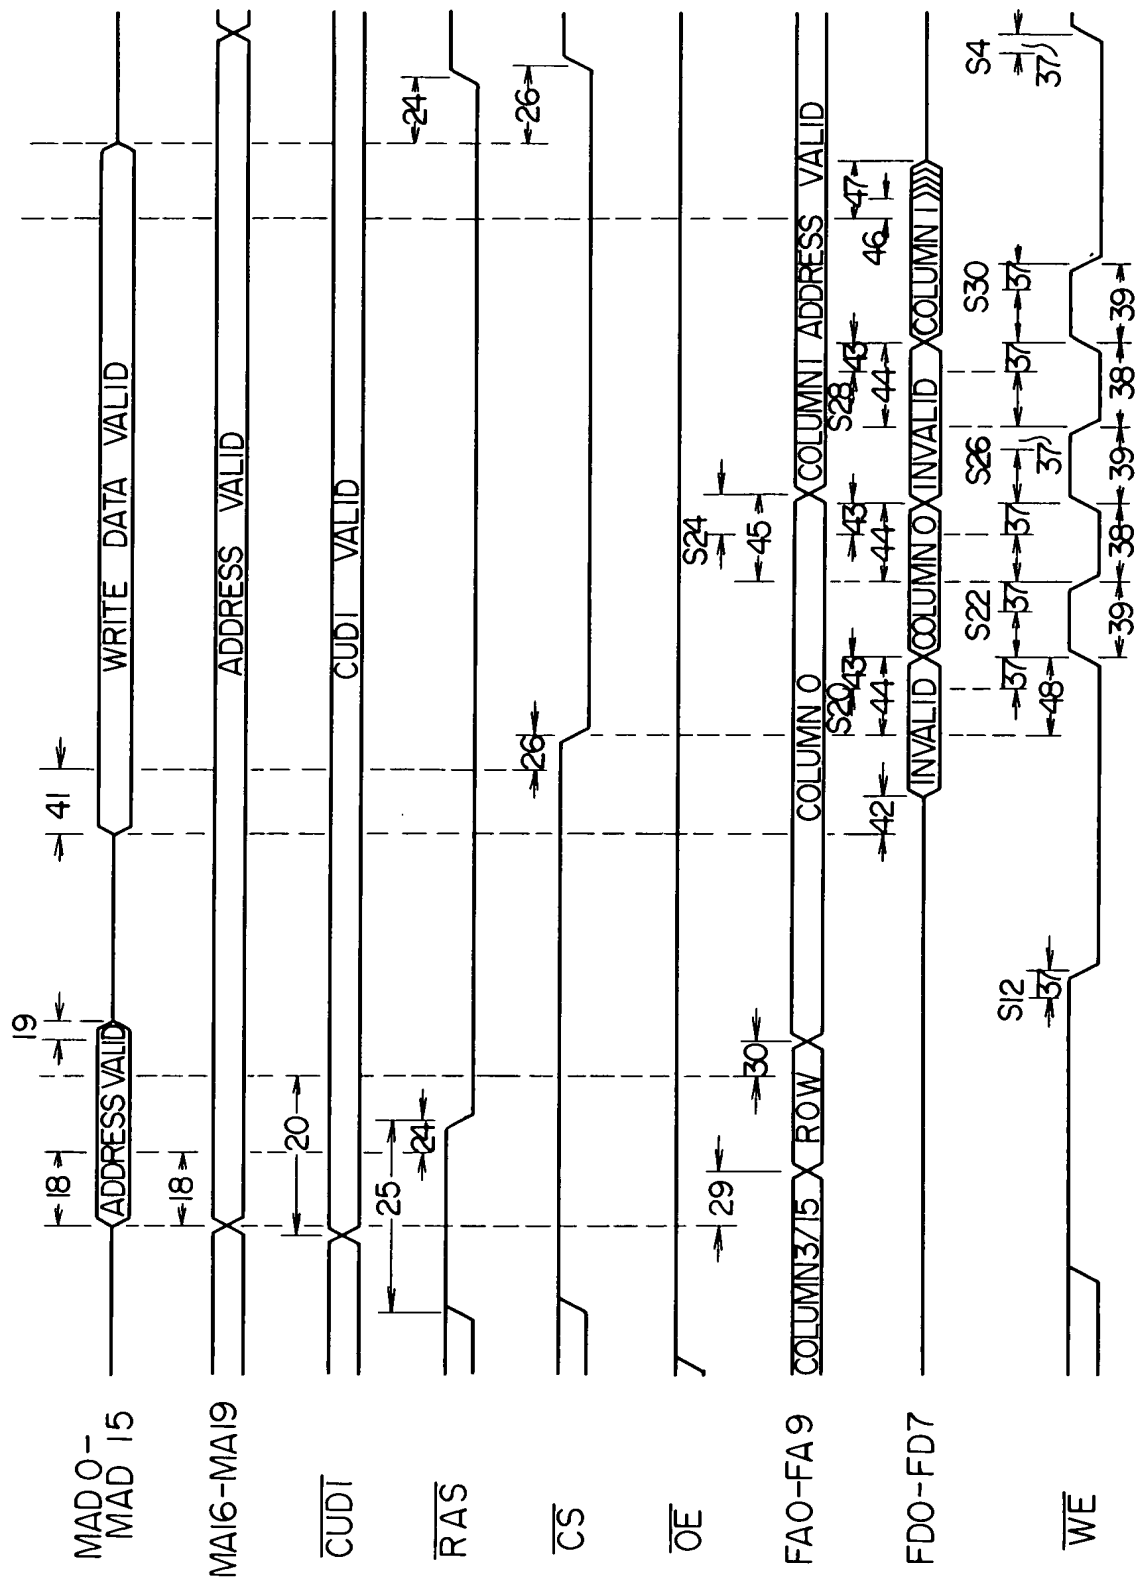 MAD 0-
MAD 15
18
ADDRESS VALID
19
41
WRITE DATA VALID
MA16-MA19
18
ADDRESS VALID
CUD1
20
CUD1 VALID
RAS
25
24
24
CS
26
26
OE
29
30
S24
45
FA0-FA9
COLUMN3/15
ROW
COLUMN 0
COLUMN1 ADDRESS VALID
S20
43
43
S28
43
47
42
44
44
44
46
FD0-FD7
INVALID
COLUMN 0
INVALID
COLUMN 1
S12
S22
S26
S30
S4
37
37
37
37
37
37
37
37
48
WE
39
38
39
38
39